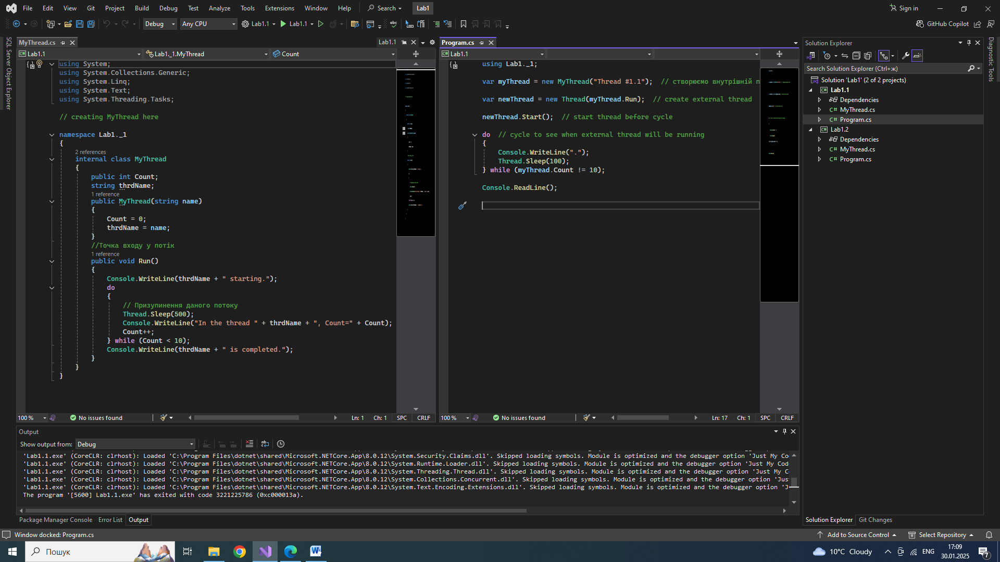 File Edit View Git Project Build Debug Test Analyze Tools Extensions Window Help Search Lab1 Sign in
Debug Any CPU Lab1.1 Lab1.1 GitHub Copilot
SQL Server Object Explorer
MyThread.cs Lab1.1
Lab1.1 Lab1._1.MyThread Count
using System;
using System.Collections.Generic;
using System.Linq;
using System.Text;
using System.Threading.Tasks;
// creating MyThread here
namespace Lab1._1
{
2 references
internal class MyThread
{
public int Count;
string thrdName;
1 reference
public MyThread(string name)
{
Count = 0;
thrdName = name;
}
//Точка входу у потік
1 reference
public void Run()
{
Console.WriteLine(thrdName + " starting.");
do
{
// Призупинення даного потоку
Thread.Sleep(500);
Console.WriteLine("In the thread " + thrdName + ", Count=" + Count);
Count++;
} while (Count < 10);
Console.WriteLine(thrdName + " is completed.");
}
}
}
100 % No issues found Ln: 1 Ch: 1 SPC CRLF
Program.cs
Lab1.1
using Lab1._1;
var myThread = new MyThread("Thread #1.1"); // створюємо внутрішній п
var newThread = new Thread(myThread.Run); // create external thread
newThread.Start(); // start thread before cycle
do // cycle to see when external thread will be running
{
Console.WriteLine(".");
Thread.Sleep(100);
} while (myThread.Count != 10);
Console.ReadLine();
100 % No issues found Ln: 17 Ch: 1 SPC CRLF
Solution Explorer
Search Solution Explorer (Ctrl+ж)
Solution 'Lab1' (2 of 2 projects)
Lab1.1
Dependencies
C# MyThread.cs
C# Program.cs
Lab1.2
Dependencies
C# MyThread.cs
C# Program.cs
Solution Explorer Git Changes
Diagnostic Tools
Output
Show output from: Debug
'Lab1.1.exe' (CoreCLR: clrhost): Loaded 'C:\Program Files\dotnet\shared\Microsoft.NETCore.App\8.0.12\System.Security.Claims.dll'. Skipped loading symbols. Module is optimized and the debugger option 'Just My Co
'Lab1.1.exe' (CoreCLR: clrhost): Loaded 'C:\Program Files\dotnet\shared\Microsoft.NETCore.App\8.0.12\System.Runtime.Loader.dll'. Skipped loading symbols. Module is optimized and the debugger option 'Just My Cod
'Lab1.1.exe' (CoreCLR: clrhost): Loaded 'C:\Program Files\dotnet\shared\Microsoft.NETCore.App\8.0.12\System.Threading.Thread.dll'. Skipped loading symbols. Module is optimized and the debugger option 'Just My C
'Lab1.1.exe' (CoreCLR: clrhost): Loaded 'C:\Program Files\dotnet\shared\Microsoft.NETCore.App\8.0.12\System.Collections.Concurrent.dll'. Skipped loading symbols. Module is optimized and the debugger option 'Jus
'Lab1.1.exe' (CoreCLR: clrhost): Loaded 'C:\Program Files\dotnet\shared\Microsoft.NETCore.App\8.0.12\System.Text.Encoding.Extensions.dll'. Skipped loading symbols. Module is optimized and the debugger option 'J
The program '[5600] Lab1.1.exe' has exited with code 3221225786 (0xc000013a).
Package Manager Console Error List Output
Window docked: Program.cs Add to Source Control Select Repository
Пошук 10°C Cloudy ENG 17:09
30.01.2025 7